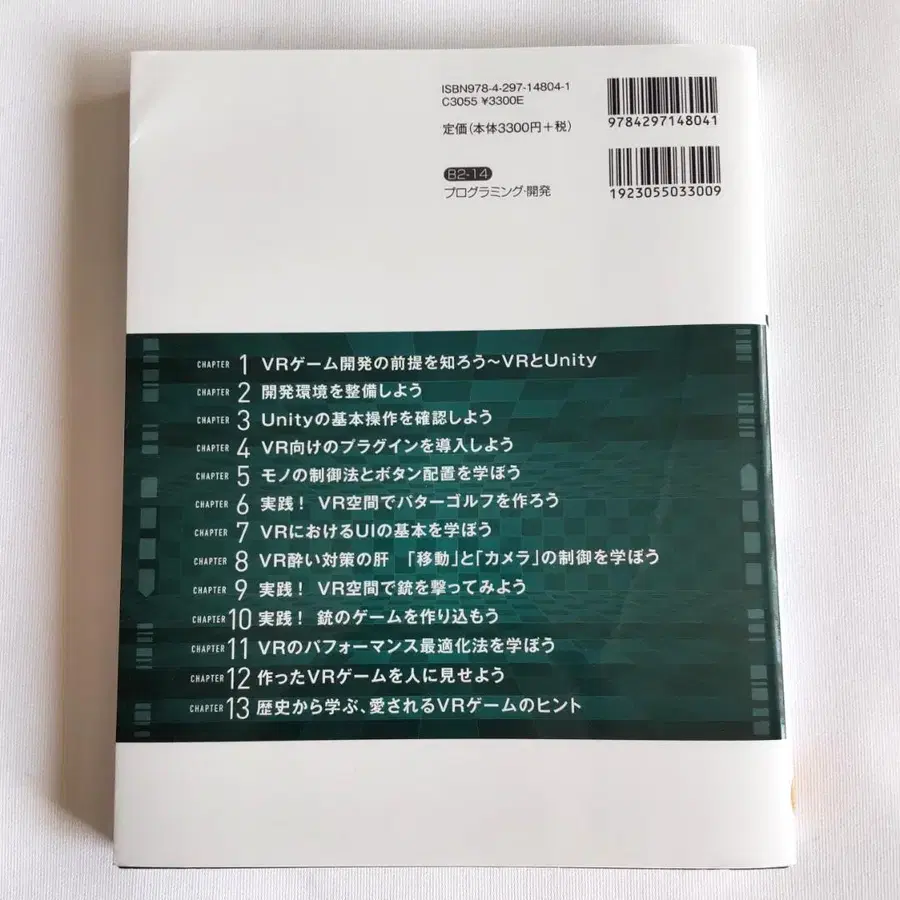 ISBN978-4-297-14804-1
C3055 ¥3300E
定価(本体3300円+税)
9784297148041
B2-14
プログラミング・開発
1923055033009
CHAPTER 1 VRゲーム開発の前提を知ろう〜VRとUnity
CHAPTER 2 開発環境を整備しよう
CHAPTER 3 Unityの基本操作を確認しよう
CHAPTER 4 VR向けのプラグインを導入しよう
CHAPTER 5 モノの制御法とボタン配置を学ぼう
CHAPTER 6 実践! VR空間でパターゴルフを作ろう
CHAPTER 7 VRにおけるUIの基本を学ぼう
CHAPTER 8 VR酔い対策の肝 「移動」と「カメラ」の制御を学ぼう
CHAPTER 9 実践! VR空間で銃を撃ってみよう
CHAPTER 10 実践! 銃のゲームを作り込もう
CHAPTER 11 VRのパフォーマンス最適化法を学ぼう
CHAPTER 12 作ったVRゲームを人に見せよう
CHAPTER 13 歴史から学ぶ、愛されるVRゲームのヒント